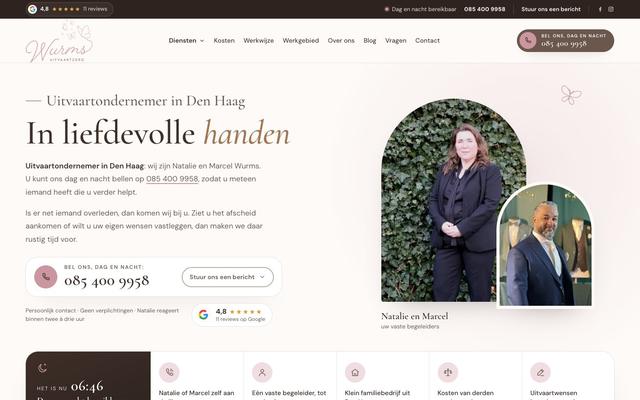 4,8 ★★★★★ 11 reviews
Dag en nacht bereikbaar 085 400 9958
Stuur ons een bericht
Wurms
UITVAARTZORG
Diensten Kosten Werkwijze Werkgebied Over ons Blog Vragen Contact
BEL ONS, DAG EN NACHT
085 400 9958
Uitvaartondernemer in Den Haag
In liefdevolle handen
Uitvaartondernemer in Den Haag: wij zijn Natalie en Marcel Wurms.
U kunt ons dag en nacht bellen op 085 400 9958, zodat u meteen
iemand heeft die u verder helpt.
Is er net iemand overleden, dan komen wij bij u. Ziet u het afscheid
aankomen of wilt u uw eigen wensen vastleggen, dan maken we daar
rustig tijd voor.
BEL ONS, DAG EN NACHT:
085 400 9958
Stuur ons een bericht
Persoonlijk contact · Geen verplichtingen · Natalie reageert
binnen twee à drie uur
4,8 ★★★★★
11 reviews op Google
Natalie en Marcel
uw vaste begeleiders
HET IS NU 06:46
Natalie of Marcel zelf aan
Eén vaste begeleider, tot
Klein familiebedrijf uit
Kosten van derden
Uitvaartwensen